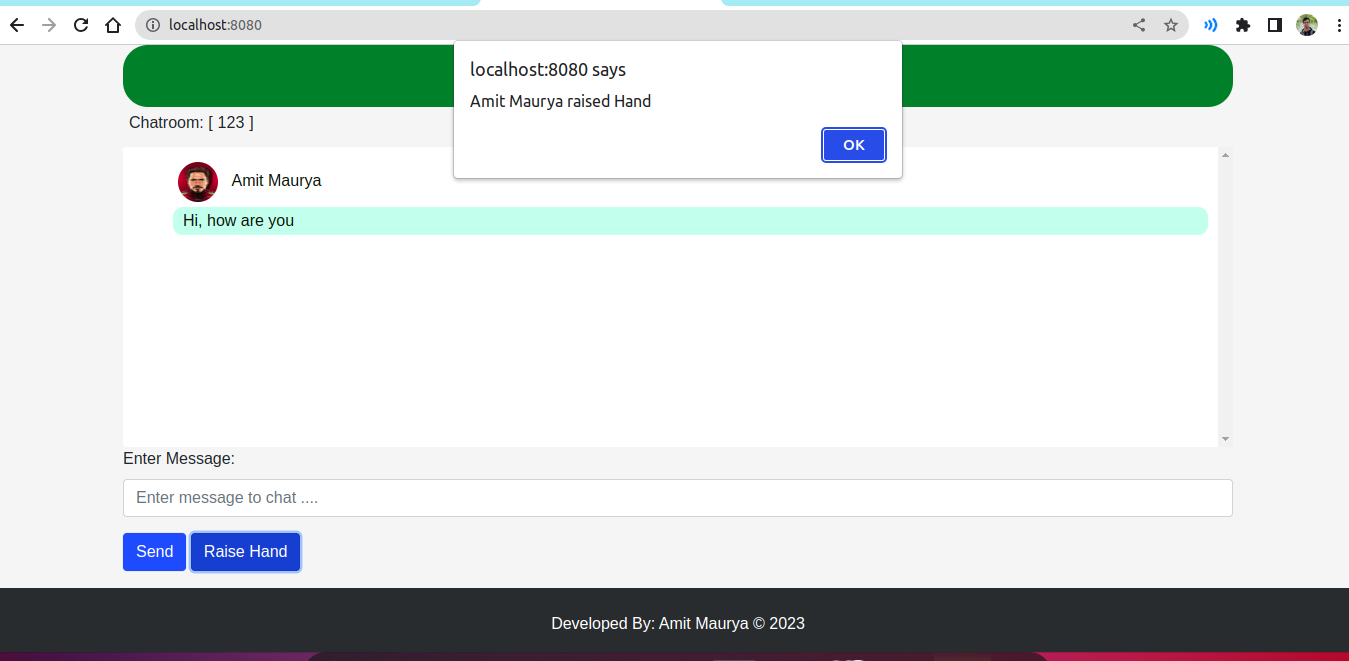 localhost:8080
localhost:8080 says
Amit Maurya raised Hand
OK
Chatroom: [ 123 ]
Amit Maurya
Hi, how are you
Enter Message:
Enter message to chat ....
Send Raise Hand
Developed By: Amit Maurya © 2023